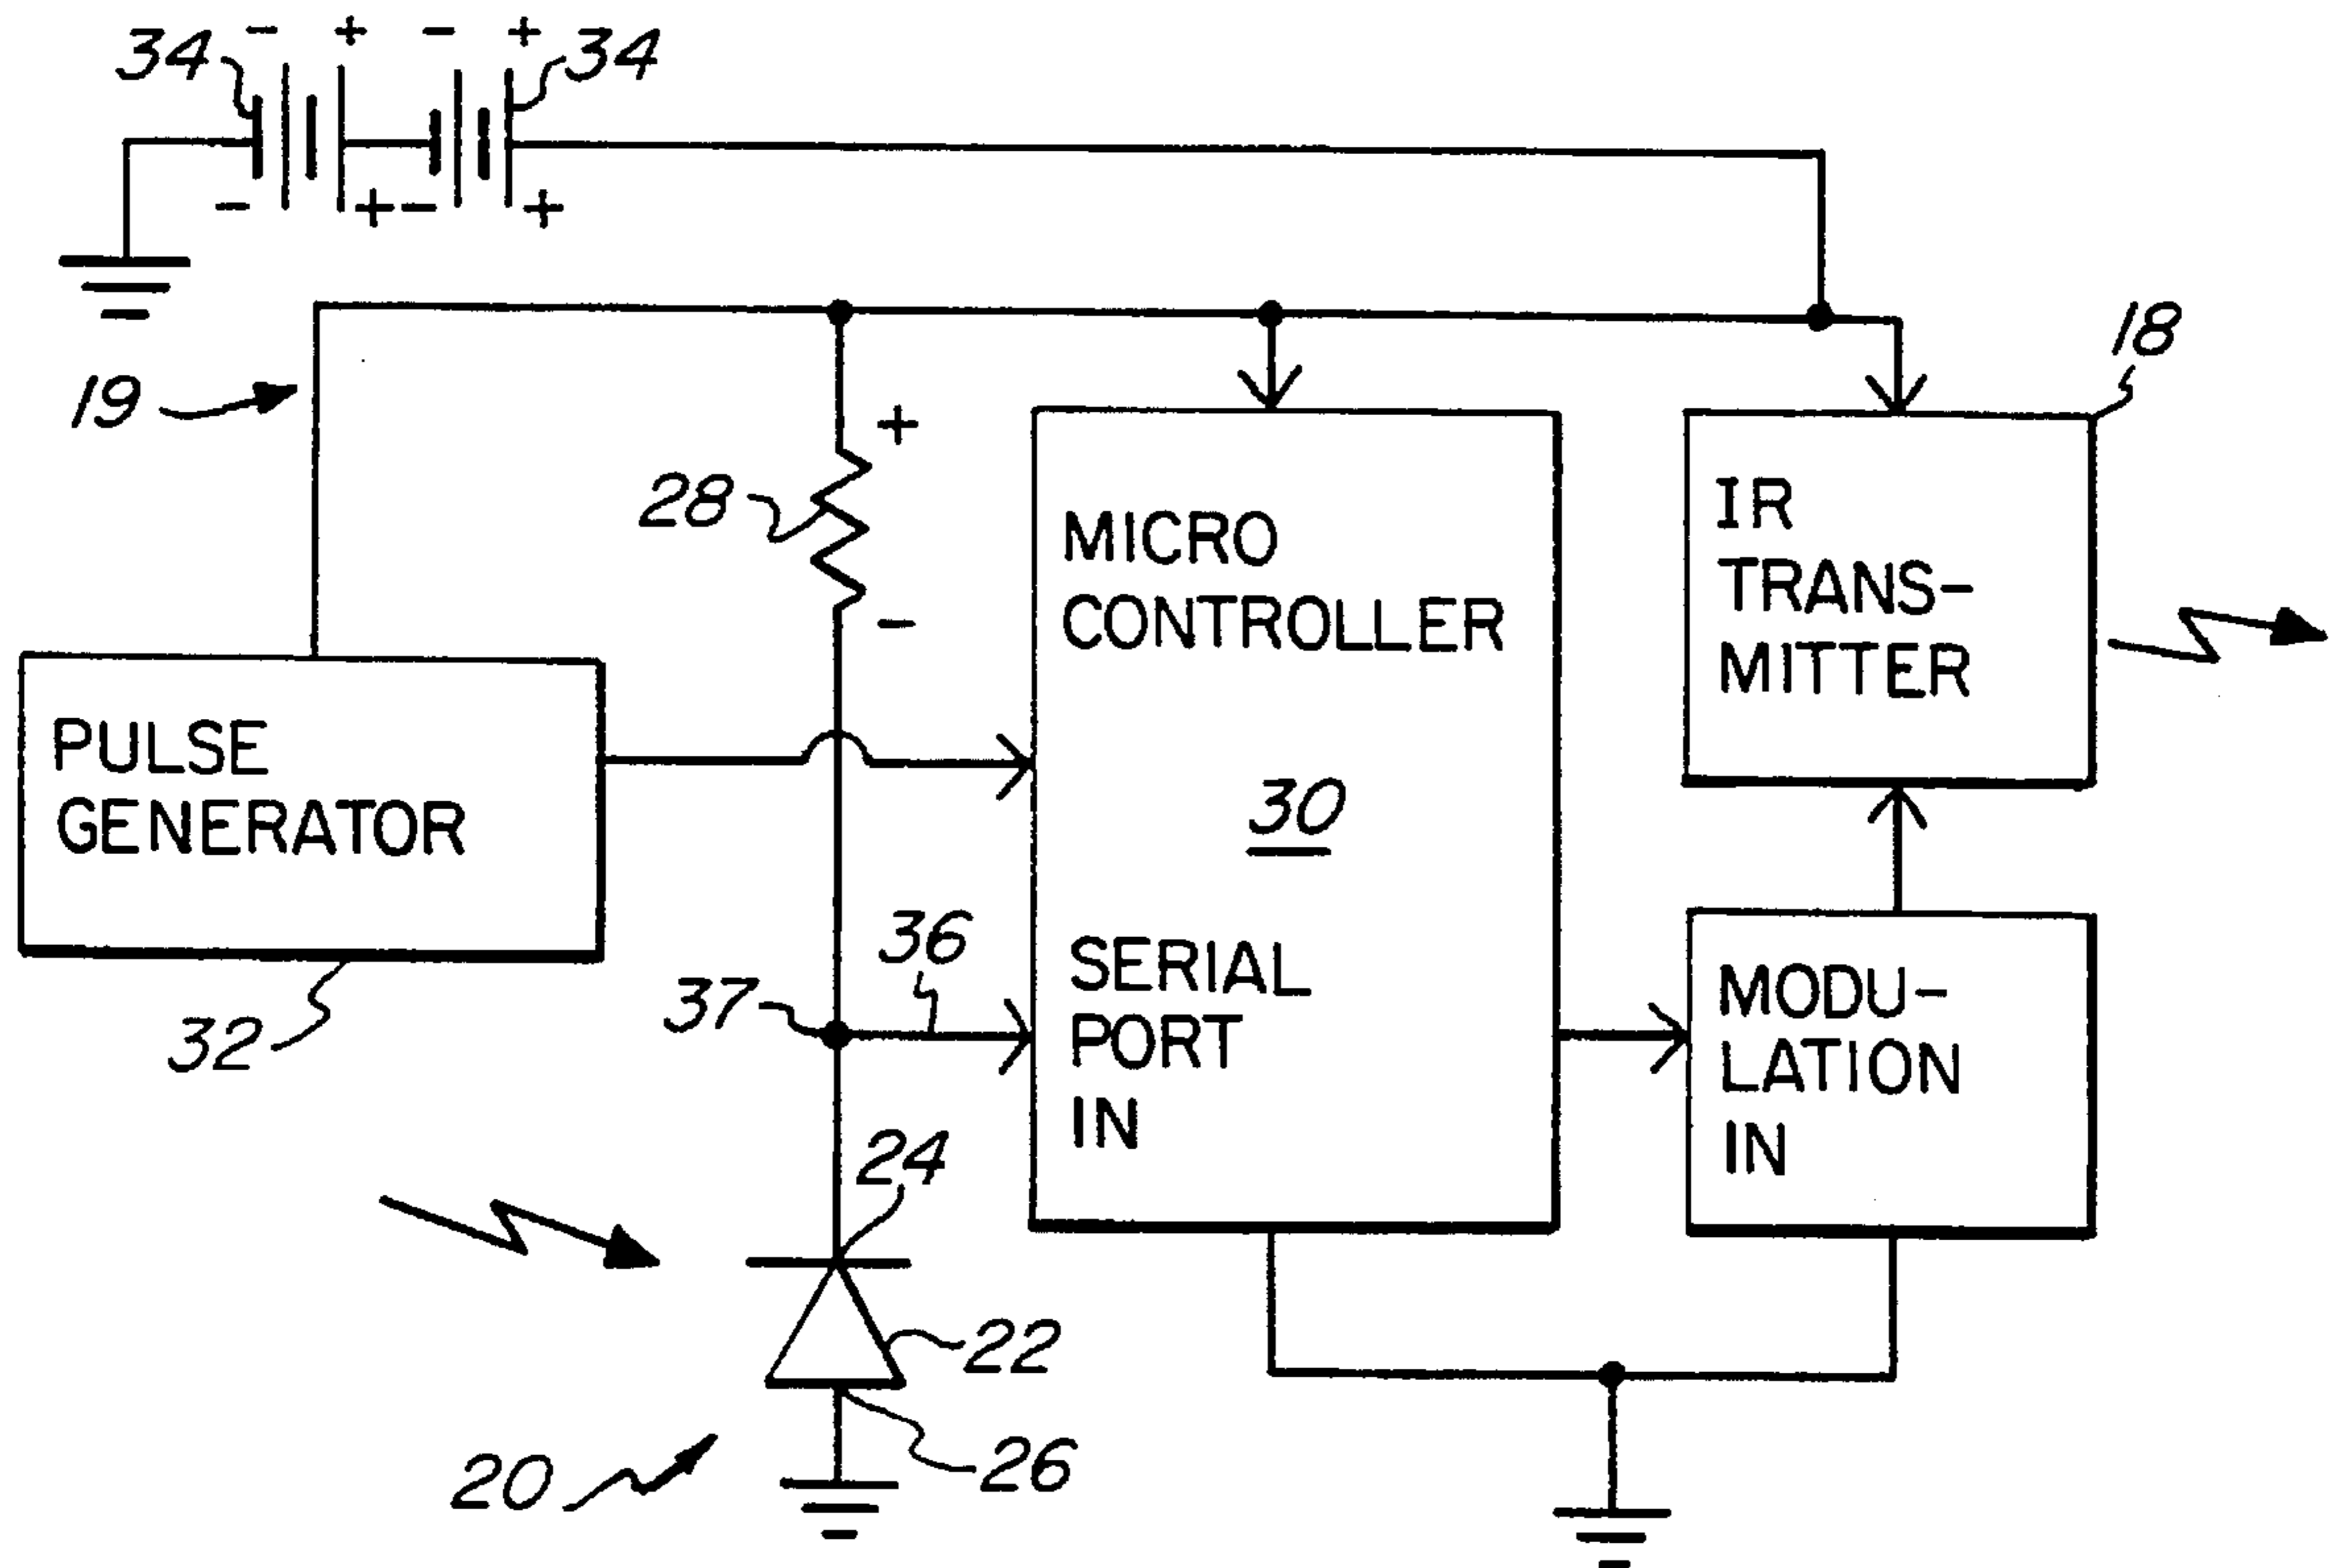 - + - +
34 34
- + - +
19
18
+
28
-
MICRO
CONTROLLER
30
SERIAL
PORT
IN
IR
TRANS-
MITTER
PULSE
GENERATOR
32
36
37
MODU-
LATION
IN
24
22
26
20